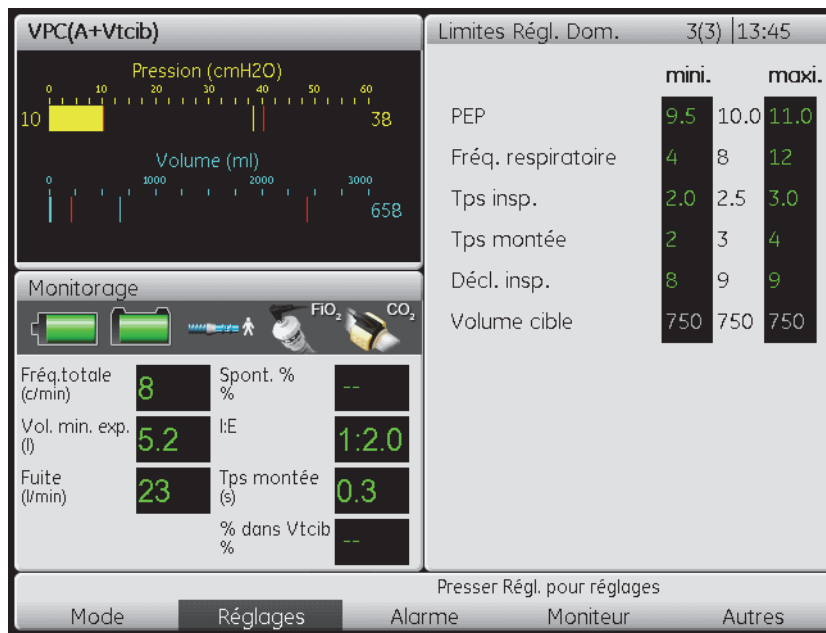 VPC(A+Vtcib)
Pression (cmH2O)
0 10 20 30 40 50 60
10 38
Volume (ml)
0 1000 2000 3000
658
Monitorage
FiO2 CO2
Fréq.totale (c/min) 8 Spont. % % --
Vol. min. exp. (l) 5.2 I:E 1:2.0
Fuite (l/min) 23 Tps montée (s) 0.3
% dans Vtcib % --
Limites Régl. Dom. 3(3) 13:45
mini. maxi.
PEP 9.5 10.0 11.0
Fréq. respiratoire 4 8 12
Tps insp. 2.0 2.5 3.0
Tps montée 2 3 4
Décl. insp. 8 9 9
Volume cible 750 750 750
Presser Régl. pour réglages
Mode Réglages Alarme Moniteur Autres